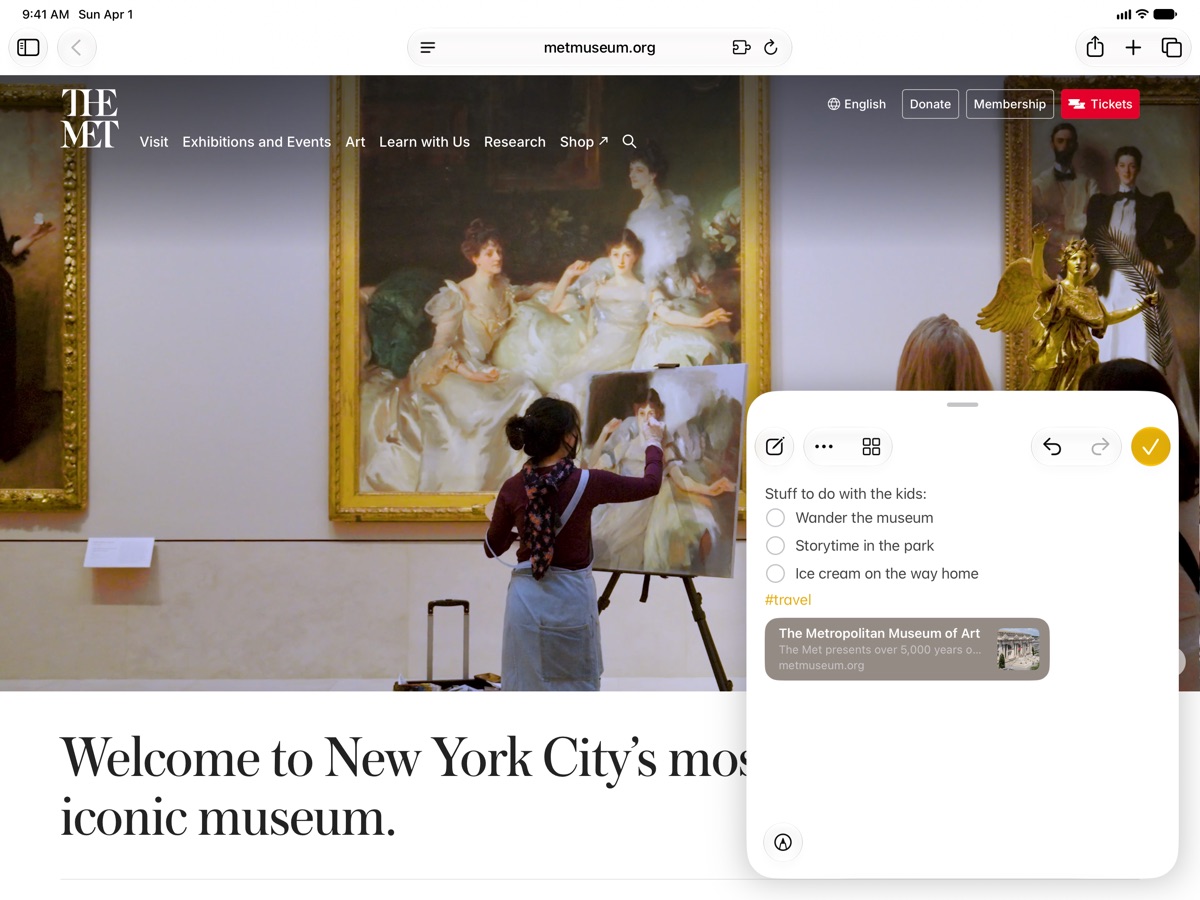 9:41 AM Sun Apr 1
metmuseum.org
THE
MET
English
Donate
Membership
Tickets
Visit
Exhibitions and Events
Art
Learn with Us
Research
Shop
Stuff to do with the kids:
Wander the museum
Storytime in the park
Ice cream on the way home
#travel
The Metropolitan Museum of Art
The Met presents over 5,000 years o...
metmuseum.org
Welcome to New York City’s mos
iconic museum.